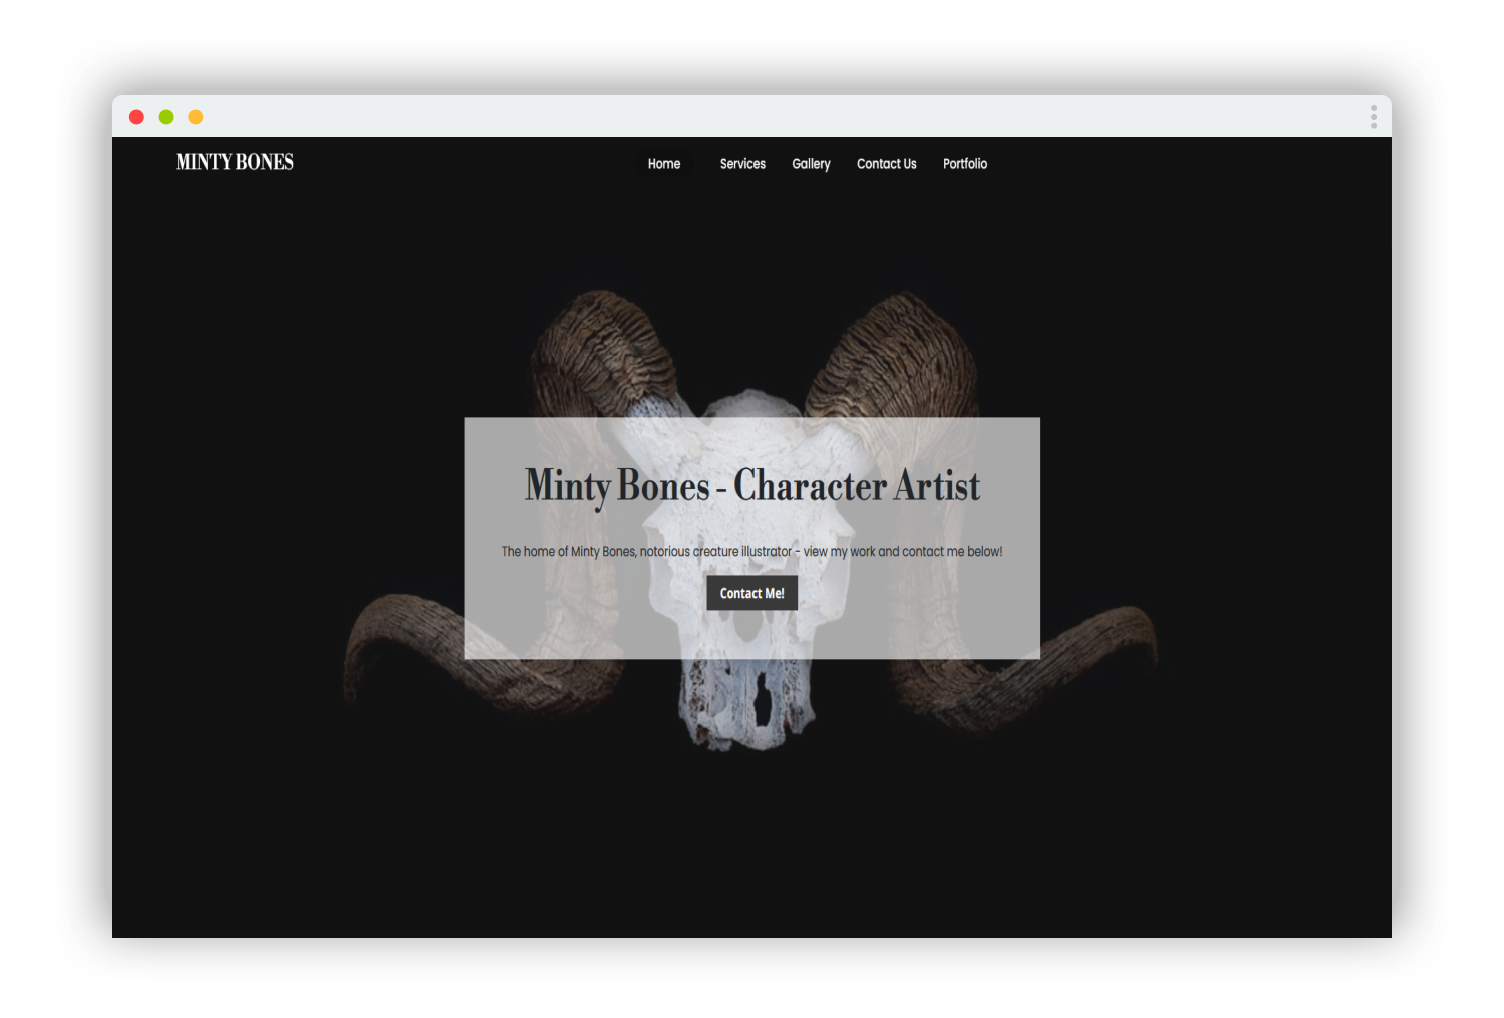 MINTY BONES
Home Services Gallery Contact Us Portfolio
Minty Bones - Character Artist
The home of Minty Bones, notorious creature illustrator - view my work and contact me below!
Contact Me!